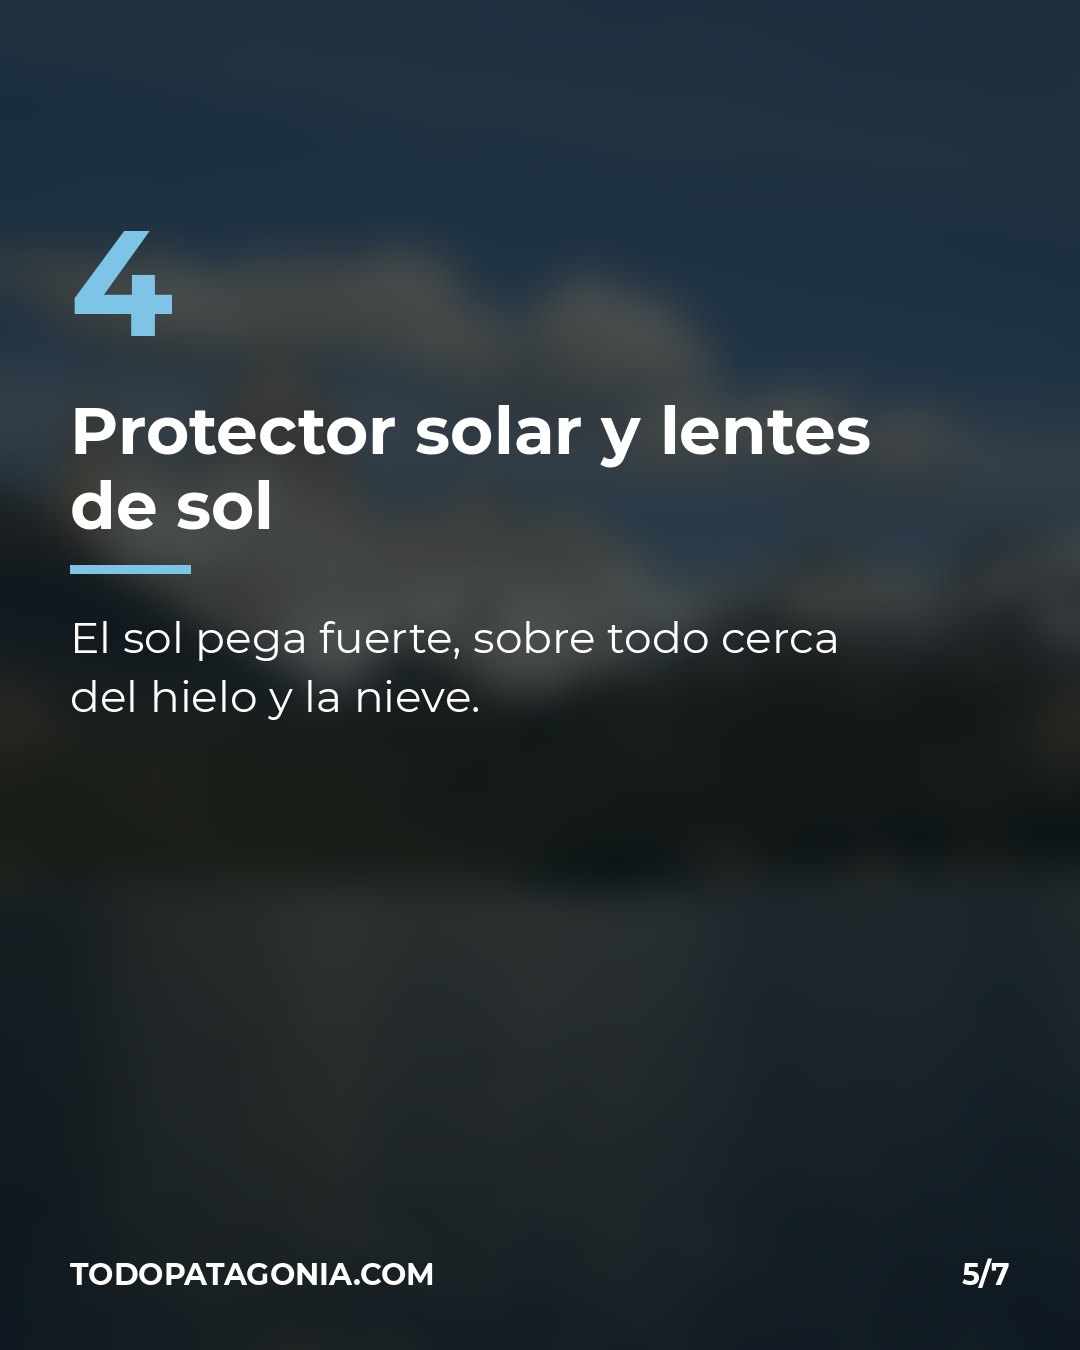 4
Protector solar y lentes
de sol
El sol pega fuerte, sobre todo cerca
del hielo y la nieve.
TODOPATAGONIA.COM
5/7